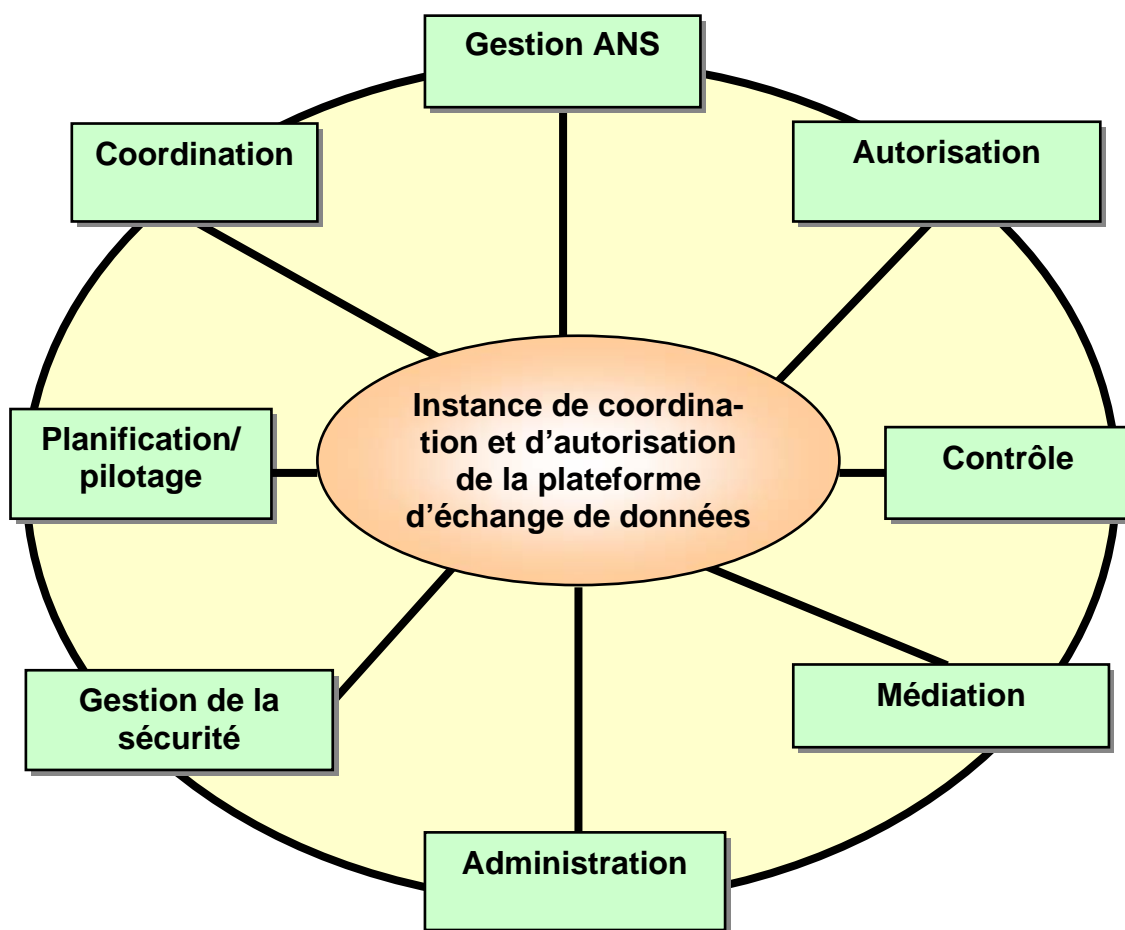 Gestion ANS
Coordination
Autorisation
Instance de coordina-
tion et d'autorisation
de la plateforme
d'échange de données
Planification/
pilotage
Contrôle
Gestion de la
sécurité
Médiation
Administration